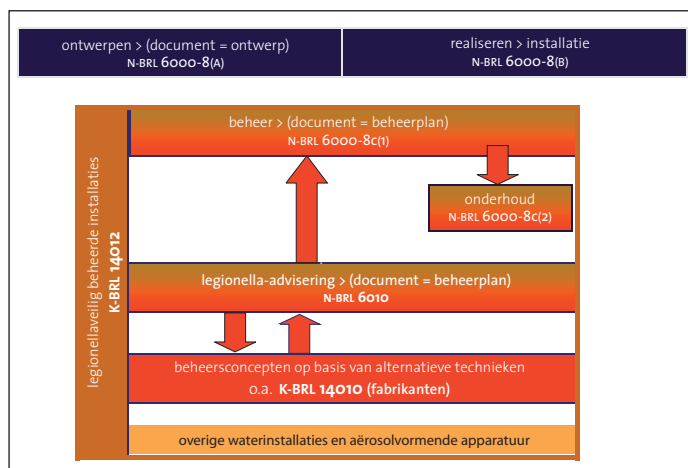 ontwerpen > (document = ontwerp)
N-BRL 6000-8(A)
realiseren > installatie
N-BRL 6000-8(B)
legionellaveilig beheerde installaties
K-BRL 14012
beheer > (document = beheerplan)
N-BRL 6000-8C(1)
onderhoud
N-BRL 6000-8C(2)
legionella-advisering > (document = beheerplan)
N-BRL 6010
beheersconcepten op basis van alternatieve technieken
o.a. K-BRL 14010 (fabrikanten)
overige waterinstallaties en aërosolvormende apparatuur